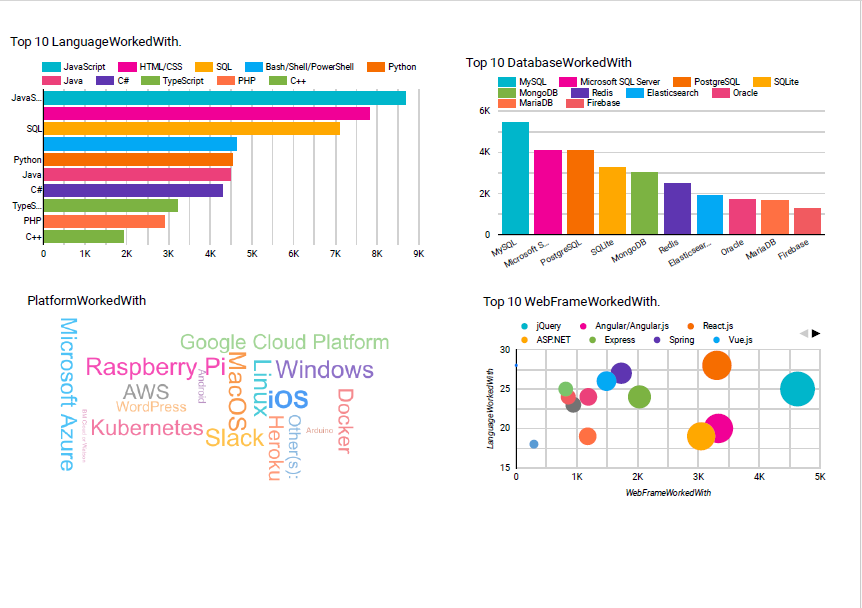 Top 10 LanguageWorkedWith.
JavaScript HTML/CSS SQL Bash/Shell/PowerShell Python
Java C# TypeScript PHP C++
JavaS...
SQL
Python
Java
C#
TypeS...
PHP
C++
0 1K 2K 3K 4K 5K 6K 7K 8K 9K
Top 10 DatabaseWorkedWith
MySQL Microsoft SQL Server PostgreSQL SQLite
MongoDB Redis Elasticsearch Oracle
MariaDB Firebase
6K
4K
2K
0
MySQL Microsoft S... PostgreSQL SQLite MongoDB Redis Elasticsear... Oracle MariaDB Firebase
PlatformWorkedWith
Microsoft Azure
Google Cloud Platform
Raspberry Pi
MacOS
Linux
Windows
Android
AWS
iOS
WordPress
Docker
Kubernetes
Slack
Heroku
Other(s):
Arduino
Top 10 WebFrameWorkedWith.
jQuery Angular/Angular.js React.js
ASP.NET Express Spring Vue.js
LanguageWorkedWith
30
25
20
15
0 1K 2K 3K 4K 5K
WebFrameWorkedWith